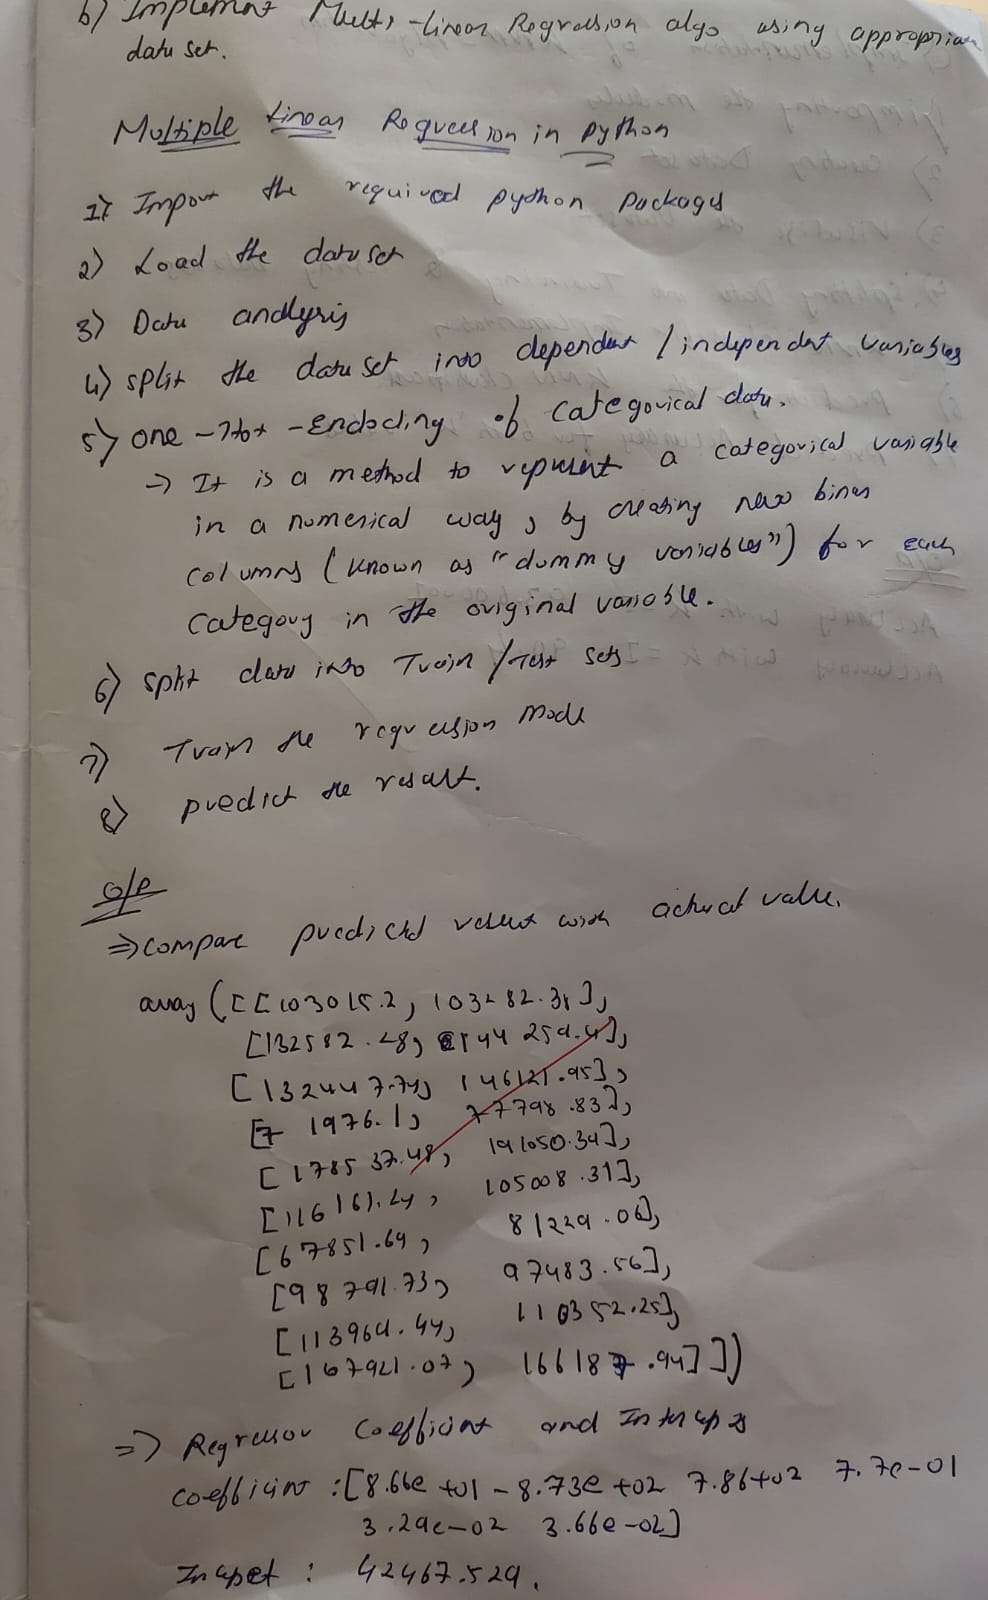 b) Implement Multi-linear Regression algo using appropriate
data set.
Multiple Linear Regression in python
1) Import the required python packages
2) Load the dataset
3) Data analysis
4) split the data set into dependent / independent variables
5) one-Hot-Endocling of categorical data.
→ It is a method to represent a categorical variable
in a numerical way, by creating new binary
columns (known as "dummy variables") for each
category in the original variable.
6) split data into Train / Test sets
7) Train the regression model
8) predict the result.
O/P
⇒ compare predicted value with actual value.
array([[103015.2, 103282.38],
[132582.28, 144259.4],
[132447.74, 146121.95],
[71976.1, 77798.83],
[178537.48, 191050.39],
[116161.24, 105008.31],
[67851.69, 81229.06],
[98791.73, 97483.56],
[113969.44, 110352.25],
[167921.07, 166187.94]])
⇒ Regressor coefficient and
coefficient : [8.66e+01 -8.73e+02 7.86+02 7.7e-01
3.29e-02 3.66e-02]
: 42467.529.